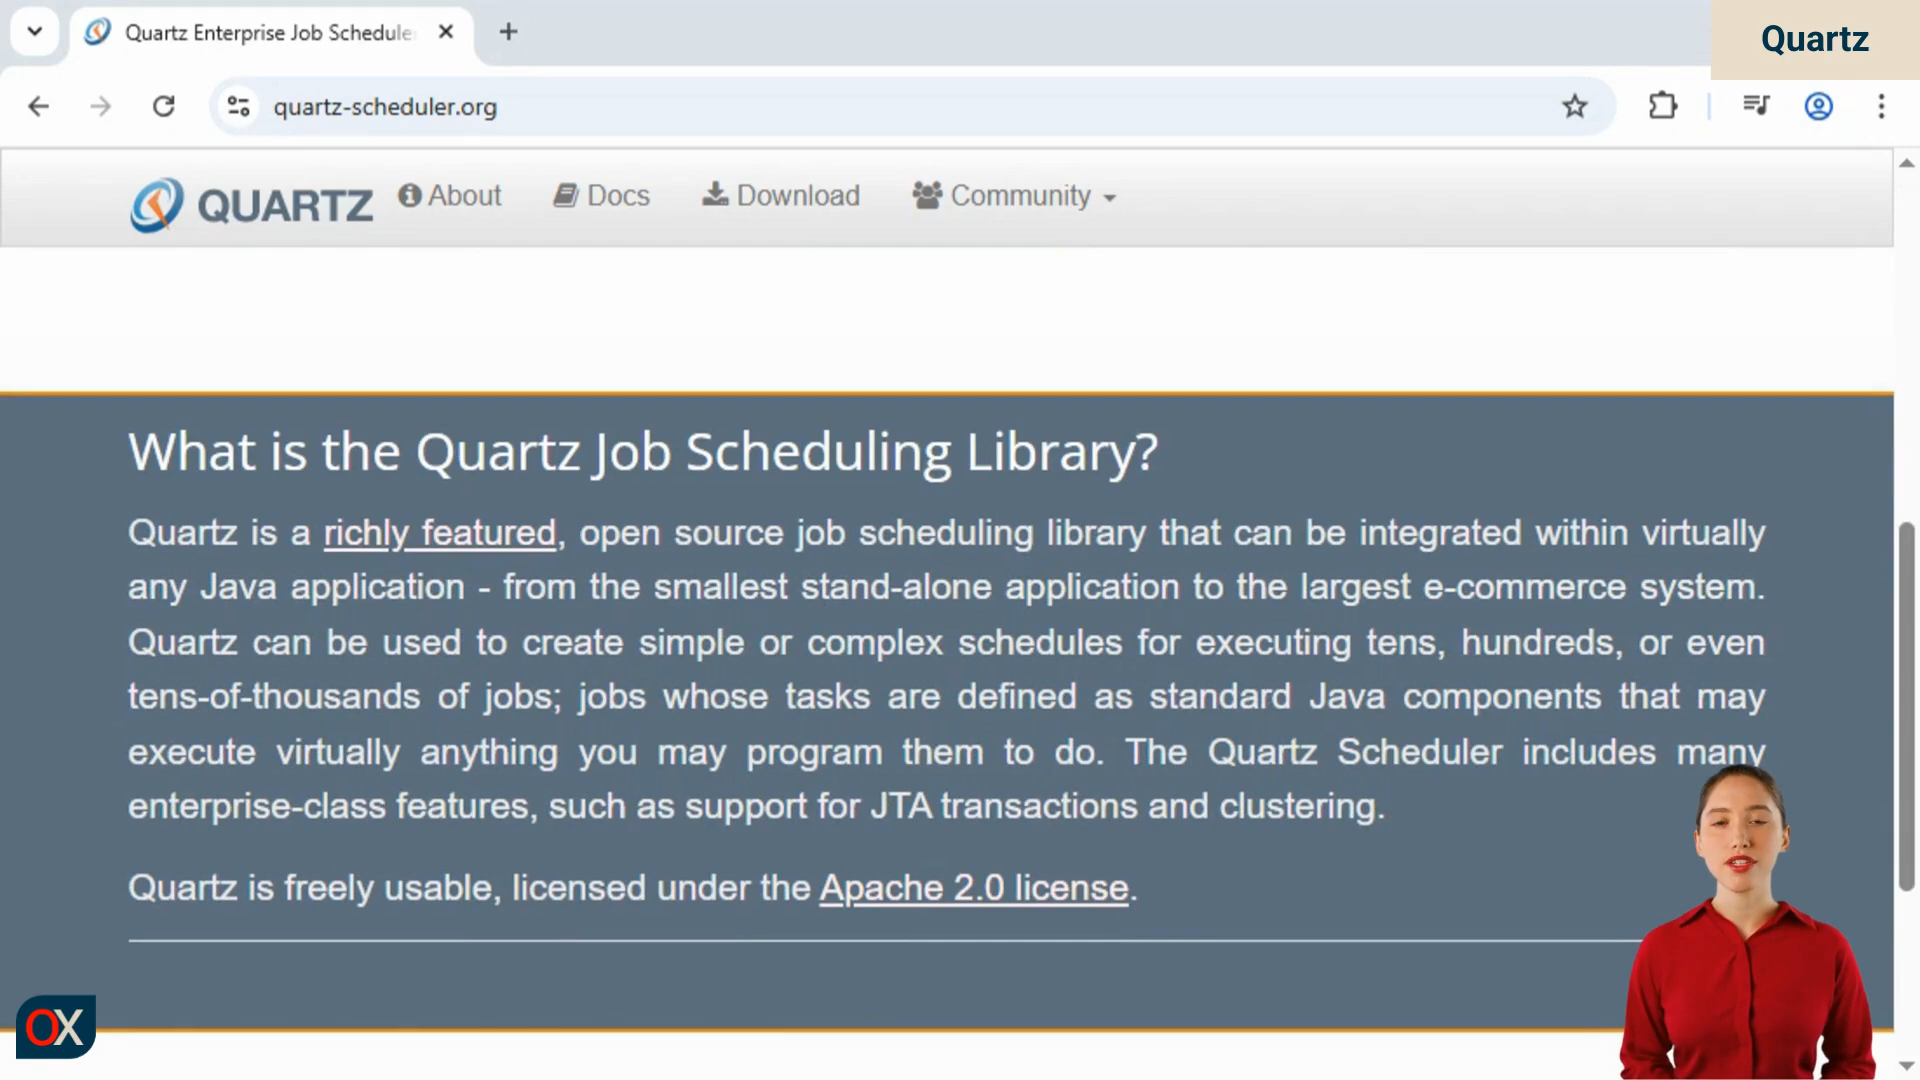 Quartz Enterprise Job Schedule
Quartz
quartz-scheduler.org
QUARTZ About Docs Download Community
What is the Quartz Job Scheduling Library?
Quartz is a richly featured, open source job scheduling library that can be integrated within virtually
any Java application - from the smallest stand-alone application to the largest e-commerce system.
Quartz can be used to create simple or complex schedules for executing tens, hundreds, or even
tens-of-thousands of jobs; jobs whose tasks are defined as standard Java components that may
execute virtually anything you may program them to do. The Quartz Scheduler includes many
enterprise-class features, such as support for JTA transactions and clustering.
Quartz is freely usable, licensed under the Apache 2.0 license.
OX